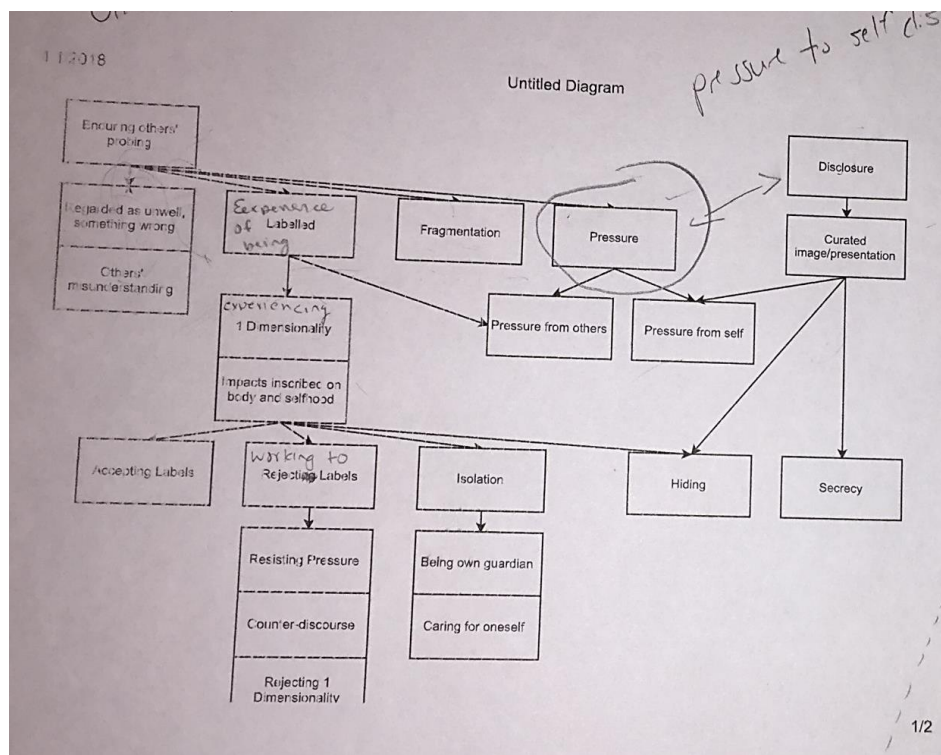 pressure to self dis
2018
Untitled Diagram
Enduring others'
probing
Disclosure
Regarded as unwell,
something wrong
Experience
of Labelled
being
Fragmentation
Pressure
Curated
image/presentation
Others'
misunderstanding
experiencing
1 Dimensionality
Pressure from others
Pressure from self
Impacts inscribed on
body and selfhood
Accepting Labels
working to
Rejecting Labels
Isolation
Hiding
Secrecy
Resisting Pressure
Being own guardian
Counter-discourse
Caring for oneself
Rejecting 1
Dimensionality
1/2